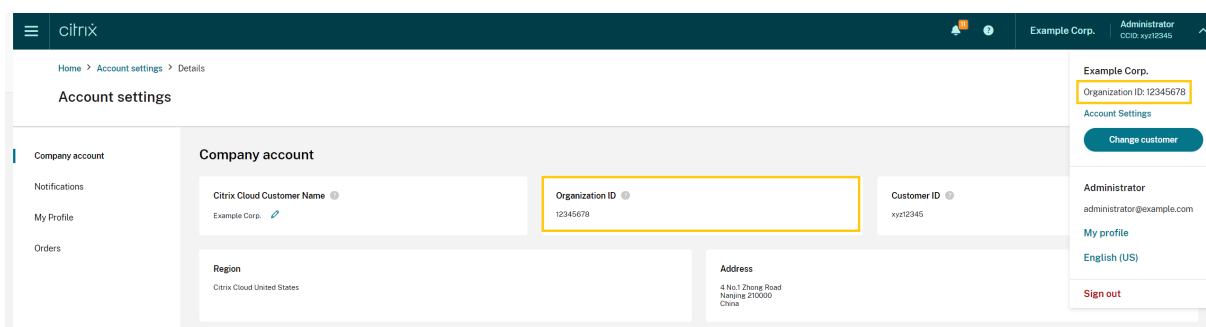 citrix
11
?
Example Corp.
Administrator
CCID: xyz12345
Home > Account settings > Details
Account settings
Example Corp.
Organization ID: 12345678
Account Settings
Change customer
Administrator
administrator@example.com
My profile
English (US)
Sign out
Company account
Notifications
My Profile
Orders
Company account
Citrix Cloud Customer Name ?
Example Corp.
Organization ID ?
12345678
Customer ID ?
xyz12345
Region
Citrix Cloud United States
Address
4 No.1 Zhong Road
Nanjing 210000
China